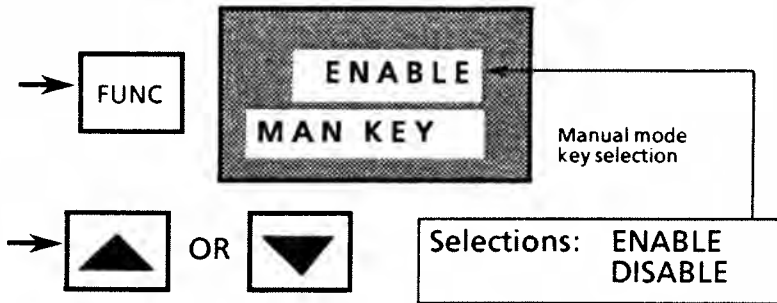 FUNC
ENABLE
MAN KEY
Manual mode
key selection
OR
Selections: ENABLE
DISABLE